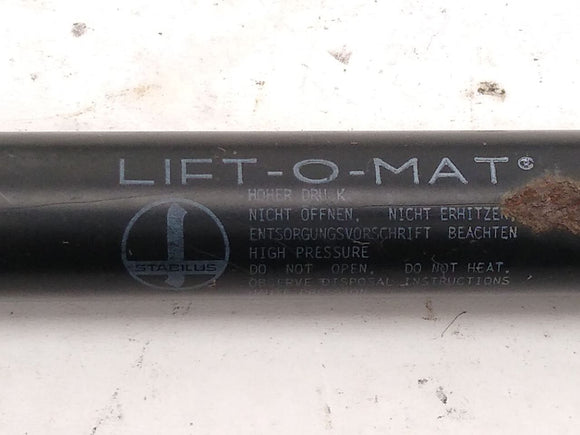 LIFT-O-MAT®
HOHER DRU K
NICHT ÖFFNEN, NICHT ERHITZEN,
ENTSORGUNGSVORSCHRIFT BEACHTEN
STABILUS
HIGH PRESSURE
DO NOT OPEN. DO NOT HEAT.
OBSERVE DISPOSAL INSTRUCTIONS